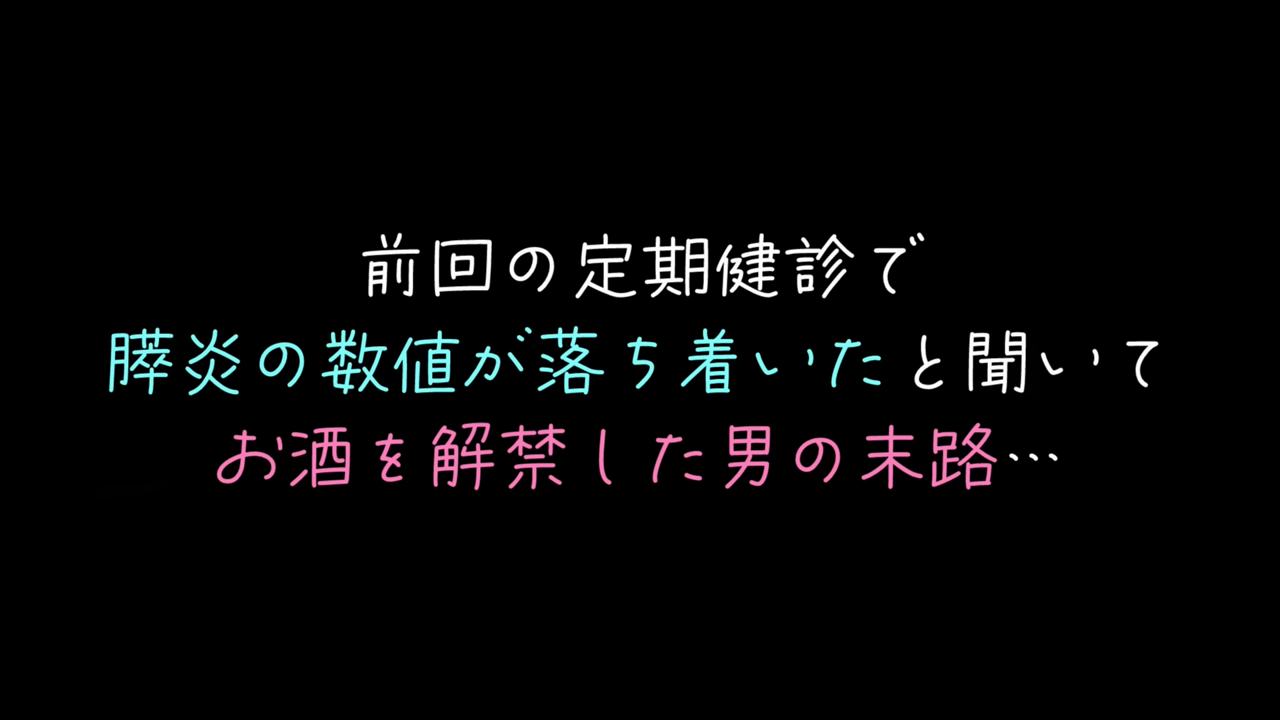 前回の定期健診で
膵炎の数値が落ち着いたと聞いて
お酒を解禁した男の末路…